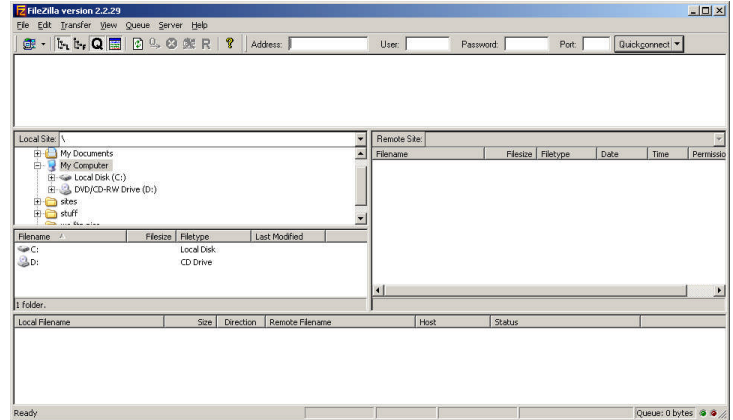 FileZilla version 2.2.29
File Edit Transfer View Queue Server Help
Q R ? Address: User: Password: Port: Quickconnect
Local Site: \
Remote Site:
My Documents
My Computer
Local Disk (C:)
DVD/CD-RW Drive (D:)
sites
stuff
Filename Filesize Filetype Date Time Permissio
Filename Filesize Filetype Last Modified
C: Local Disk
D: CD Drive
1 folder.
Local Filename Size Direction Remote Filename Host Status
Ready Queue: 0 bytes